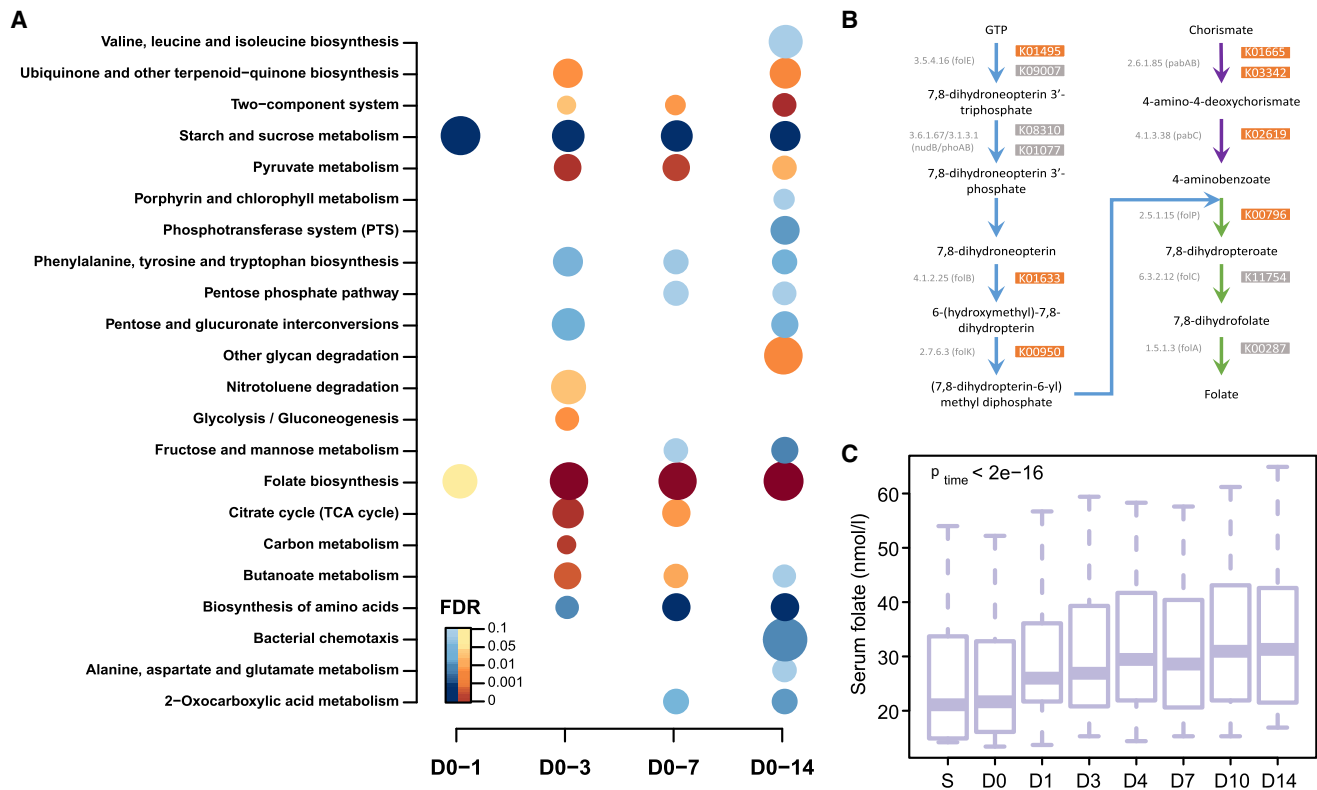 A
Valine, leucine and isoleucine biosynthesis
Ubiquinone and other terpenoid−quinone biosynthesis
Two−component system
Starch and sucrose metabolism
Pyruvate metabolism
Porphyrin and chlorophyll metabolism
Phosphotransferase system (PTS)
Phenylalanine, tyrosine and tryptophan biosynthesis
Pentose phosphate pathway
Pentose and glucuronate interconversions
Other glycan degradation
Nitrotoluene degradation
Glycolysis / Gluconeogenesis
Fructose and mannose metabolism
Folate biosynthesis
Citrate cycle (TCA cycle)
Carbon metabolism
Butanoate metabolism
Biosynthesis of amino acids
Bacterial chemotaxis
Alanine, aspartate and glutamate metabolism
2−Oxocarboxylic acid metabolism
FDR
0.1
0.05
0.01
0.001
0
D0−1 D0−3 D0−7 D0−14
B
GTP
3.5.4.16 (folE)
K01495
K09007
7,8-dihydroneopterin 3’-
triphosphate
3.6.1.67/3.1.3.1
(nudB/phoAB)
K08310
K01077
7,8-dihydroneopterin 3’-
phosphate
7,8-dihydroneopterin
4.1.2.25 (folB)
K01633
6-(hydroxymethyl)-7,8-
dihydropterin
2.7.6.3 (folK)
K00950
(7,8-dihydropterin-6-yl)
methyl diphosphate
Chorismate
2.6.1.85 (pabAB)
K01665
K03342
4-amino-4-deoxychorismate
4.1.3.38 (pabC)
K02619
4-aminobenzoate
2.5.1.15 (folP)
K00796
7,8-dihydropteroate
6.3.2.12 (folC)
K11754
7,8-dihydrofolate
1.5.1.3 (folA)
K00287
Folate
C
p time < 2e−16
Serum folate (nmol/l)
60
50
40
30
20
S D0 D1 D3 D4 D7 D10 D14